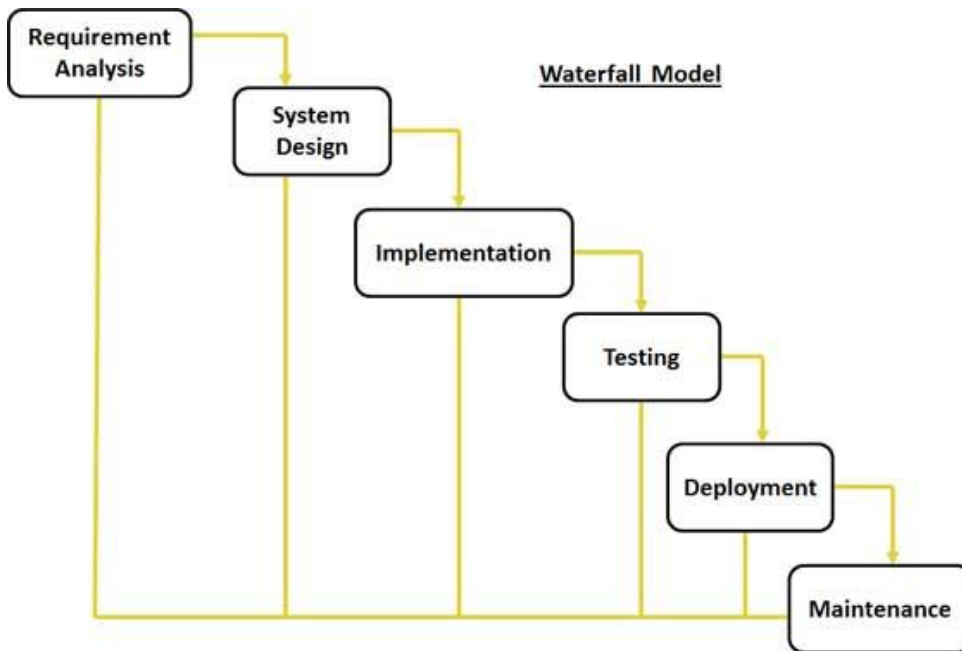 Requirement
Analysis
Waterfall Model
System
Design
Implementation
Testing
Deployment
Maintenance